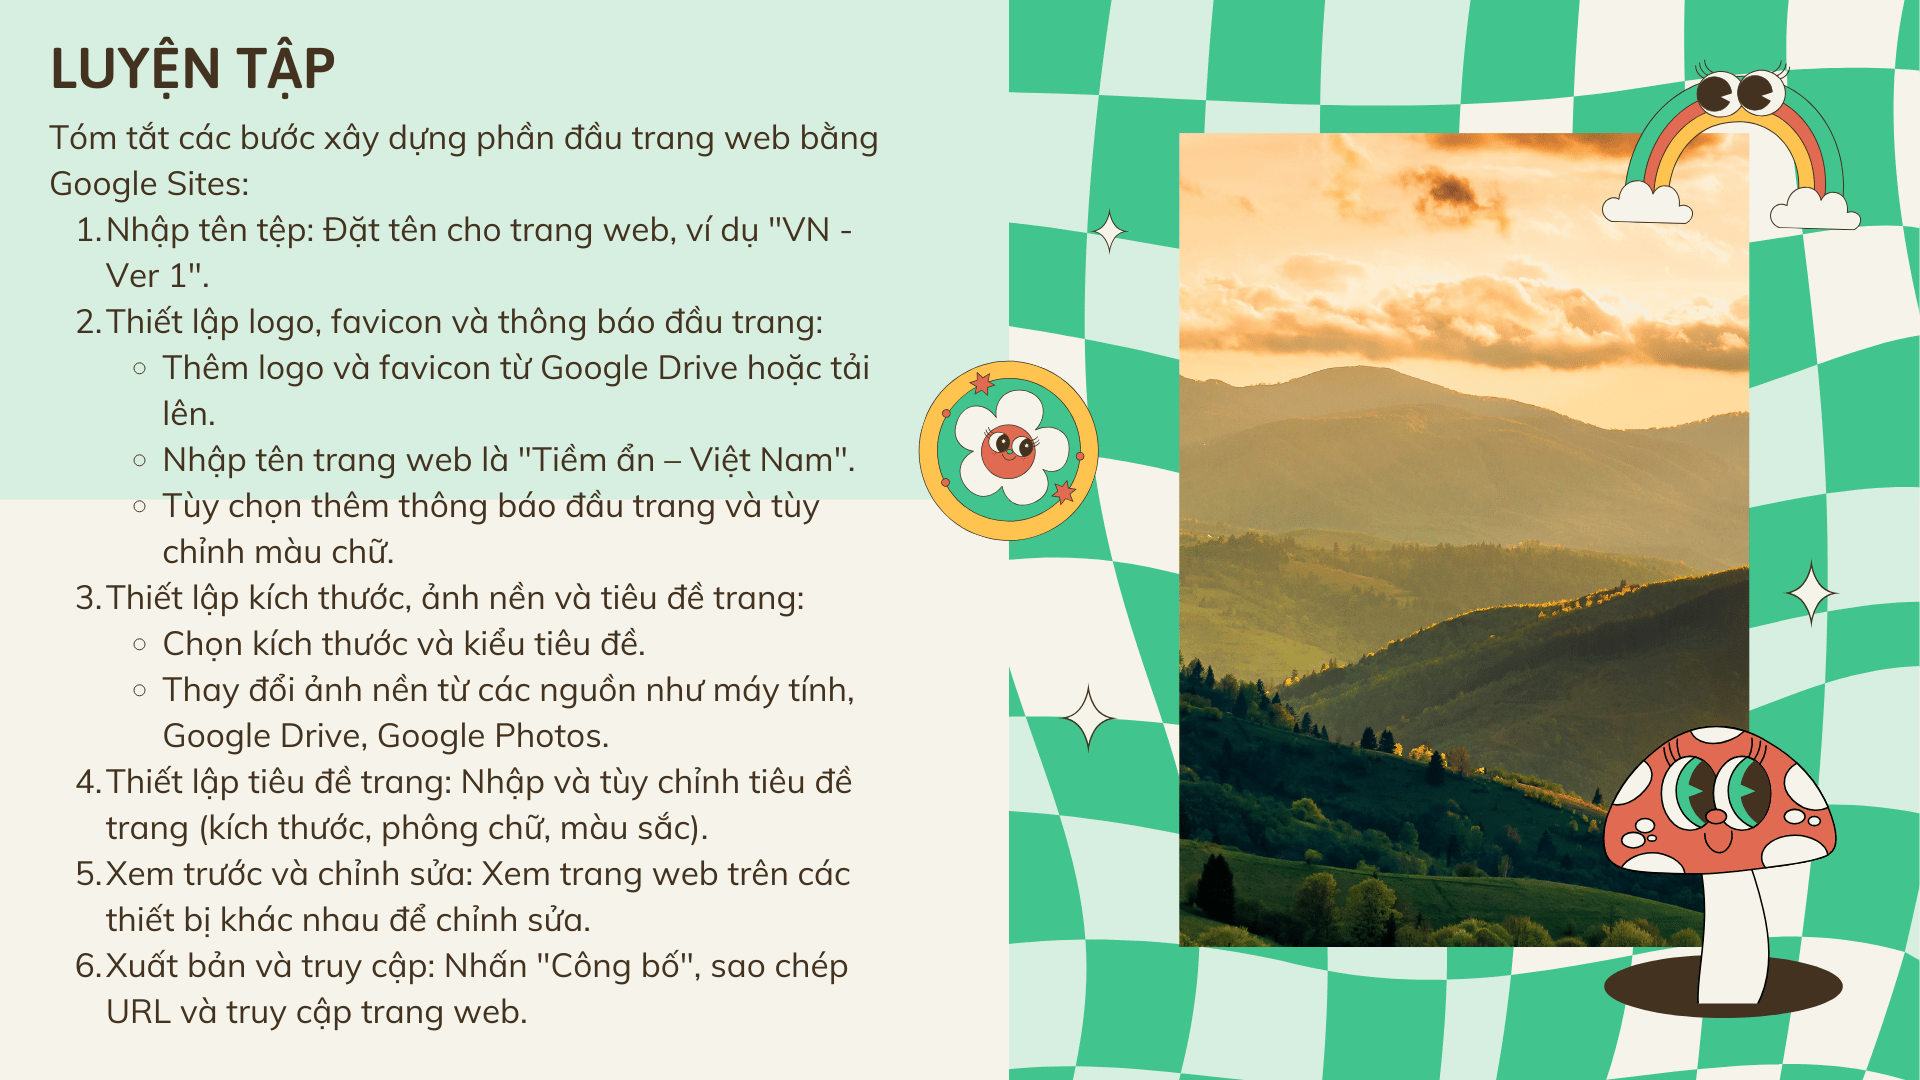 LUYỆN TẬP
Tóm tắt các bước xây dựng phần đầu trang web bằng
Google Sites:
1. Nhập tên tệp: Đặt tên cho trang web, ví dụ "VN -
Ver 1".
2. Thiết lập logo, favicon và thông báo đầu trang:
○ Thêm logo và favicon từ Google Drive hoặc tải
lên.
○ Nhập tên trang web là "Tiềm ẩn – Việt Nam".
○ Tùy chọn thêm thông báo đầu trang và tùy
chỉnh màu chữ.
3. Thiết lập kích thước, ảnh nền và tiêu đề trang:
○ Chọn kích thước và kiểu tiêu đề.
○ Thay đổi ảnh nền từ các nguồn như máy tính,
Google Drive, Google Photos.
4. Thiết lập tiêu đề trang: Nhập và tùy chỉnh tiêu đề
trang (kích thước, phông chữ, màu sắc).
5. Xem trước và chỉnh sửa: Xem trang web trên các
thiết bị khác nhau để chỉnh sửa.
6. Xuất bản và truy cập: Nhấn "Công bố", sao chép
URL và truy cập trang web.